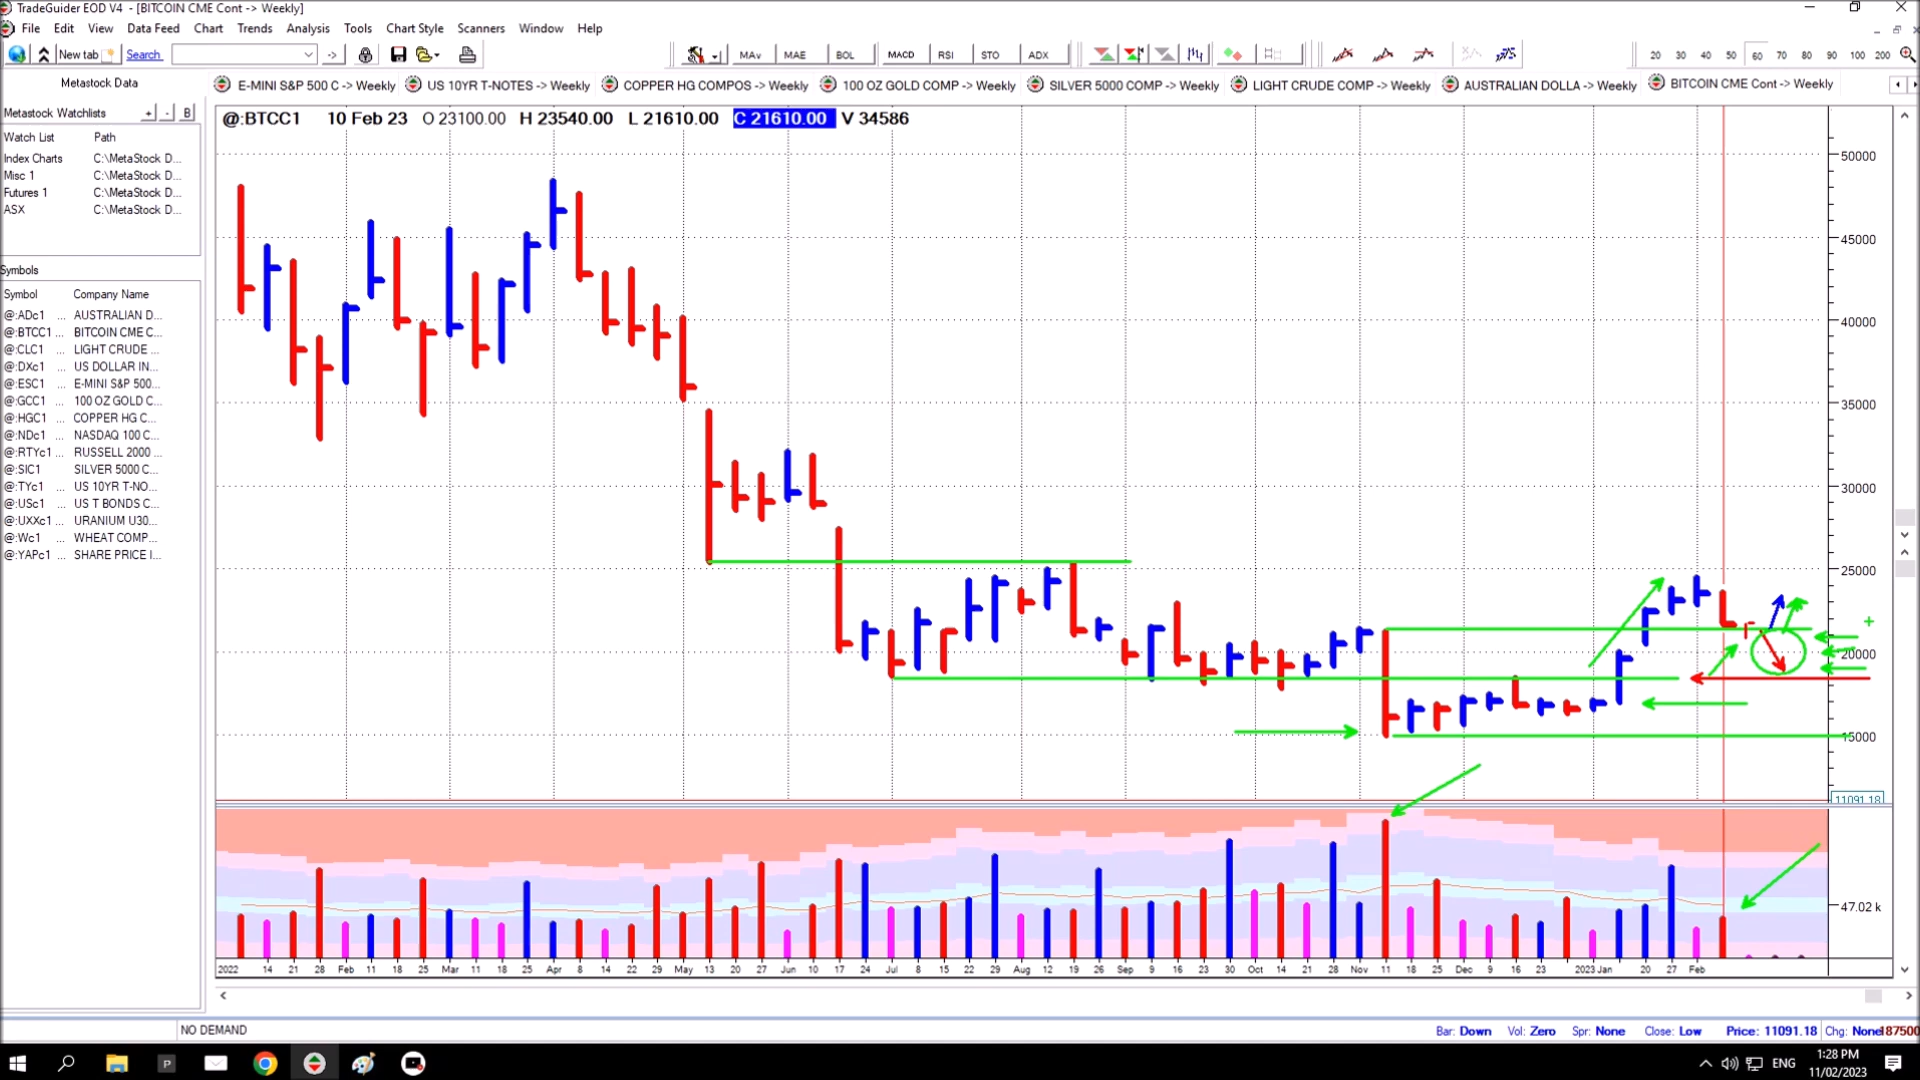 TradeGuider EOD V4 - [BITCOIN CME Cont -> Weekly]
File Edit View Data Feed Chart Trends Analysis Tools Chart Style Scanners Window Help
New tab Search -> MAv MAE BOL MACD RSI STO ADX 20 30 40 50 60 70 80 90 100 200
Metastock Data
E-MINI S&P 500 C -> Weekly US 10YR T-NOTES -> Weekly COPPER HG COMPOS -> Weekly 100 OZ GOLD COMP -> Weekly SILVER 5000 COMP -> Weekly LIGHT CRUDE COMP -> Weekly AUSTRALIAN DOLLA -> Weekly BITCOIN CME Cont -> Weekly
Metastock Watchlists + - B
Watch List Path
Index Charts C:\MetaStock D...
Misc 1 C:\MetaStock D...
Futures 1 C:\MetaStock D...
ASX C:\MetaStock D...
Symbols
Symbol Company Name
@:ADc1 ... AUSTRALIAN D...
@:BTCC1 ... BITCOIN CME C...
@:CLC1 ... LIGHT CRUDE ...
@:DXc1 ... US DOLLAR IN...
@:ESC1 ... E-MINI S&P 500...
@:GCC1 ... 100 OZ GOLD C...
@:HGC1 ... COPPER HG C...
@:NDc1 ... NASDAQ 100 C...
@:RTYc1 ... RUSSELL 2000 ...
@:SIC1 ... SILVER 5000 C...
@:TYc1 ... US 10YR T-NO...
@:USc1 ... US T BONDS C...
@:UXXc1 ... URANIUM U30...
@:Wc1 ... WHEAT COMP...
@:YAPc1 ... SHARE PRICE I...
@:BTCC1 10 Feb 23 O 23100.00 H 23540.00 L 21610.00 C 21610.00 V 34586
50000
45000
40000
35000
30000
25000
20000
15000
11091.18
47.02 k
2022 14 21 28 Feb 11 18 25 Mar 11 18 25 Apr 8 14 22 29 May 13 20 27 Jun 10 17 24 Jul 8 15 22 29 Aug 12 19 26 Sep 9 16 23 30 Oct 14 21 28 Nov 11 18 25 Dec 9 16 23 2023 Jan 20 27 Feb
NO DEMAND Bar: Down Vol: Zero Spr: None Close: Low Price: 11091.18 Chg: None 187500
ENG 1:28 PM
11/02/2023